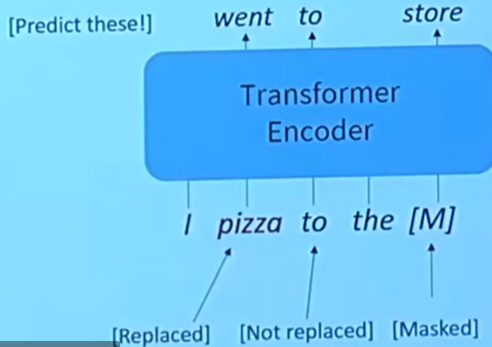 [Predict these!] went to store
Transformer
Encoder
I pizza to the [M]
[Replaced] [Not replaced] [Masked]